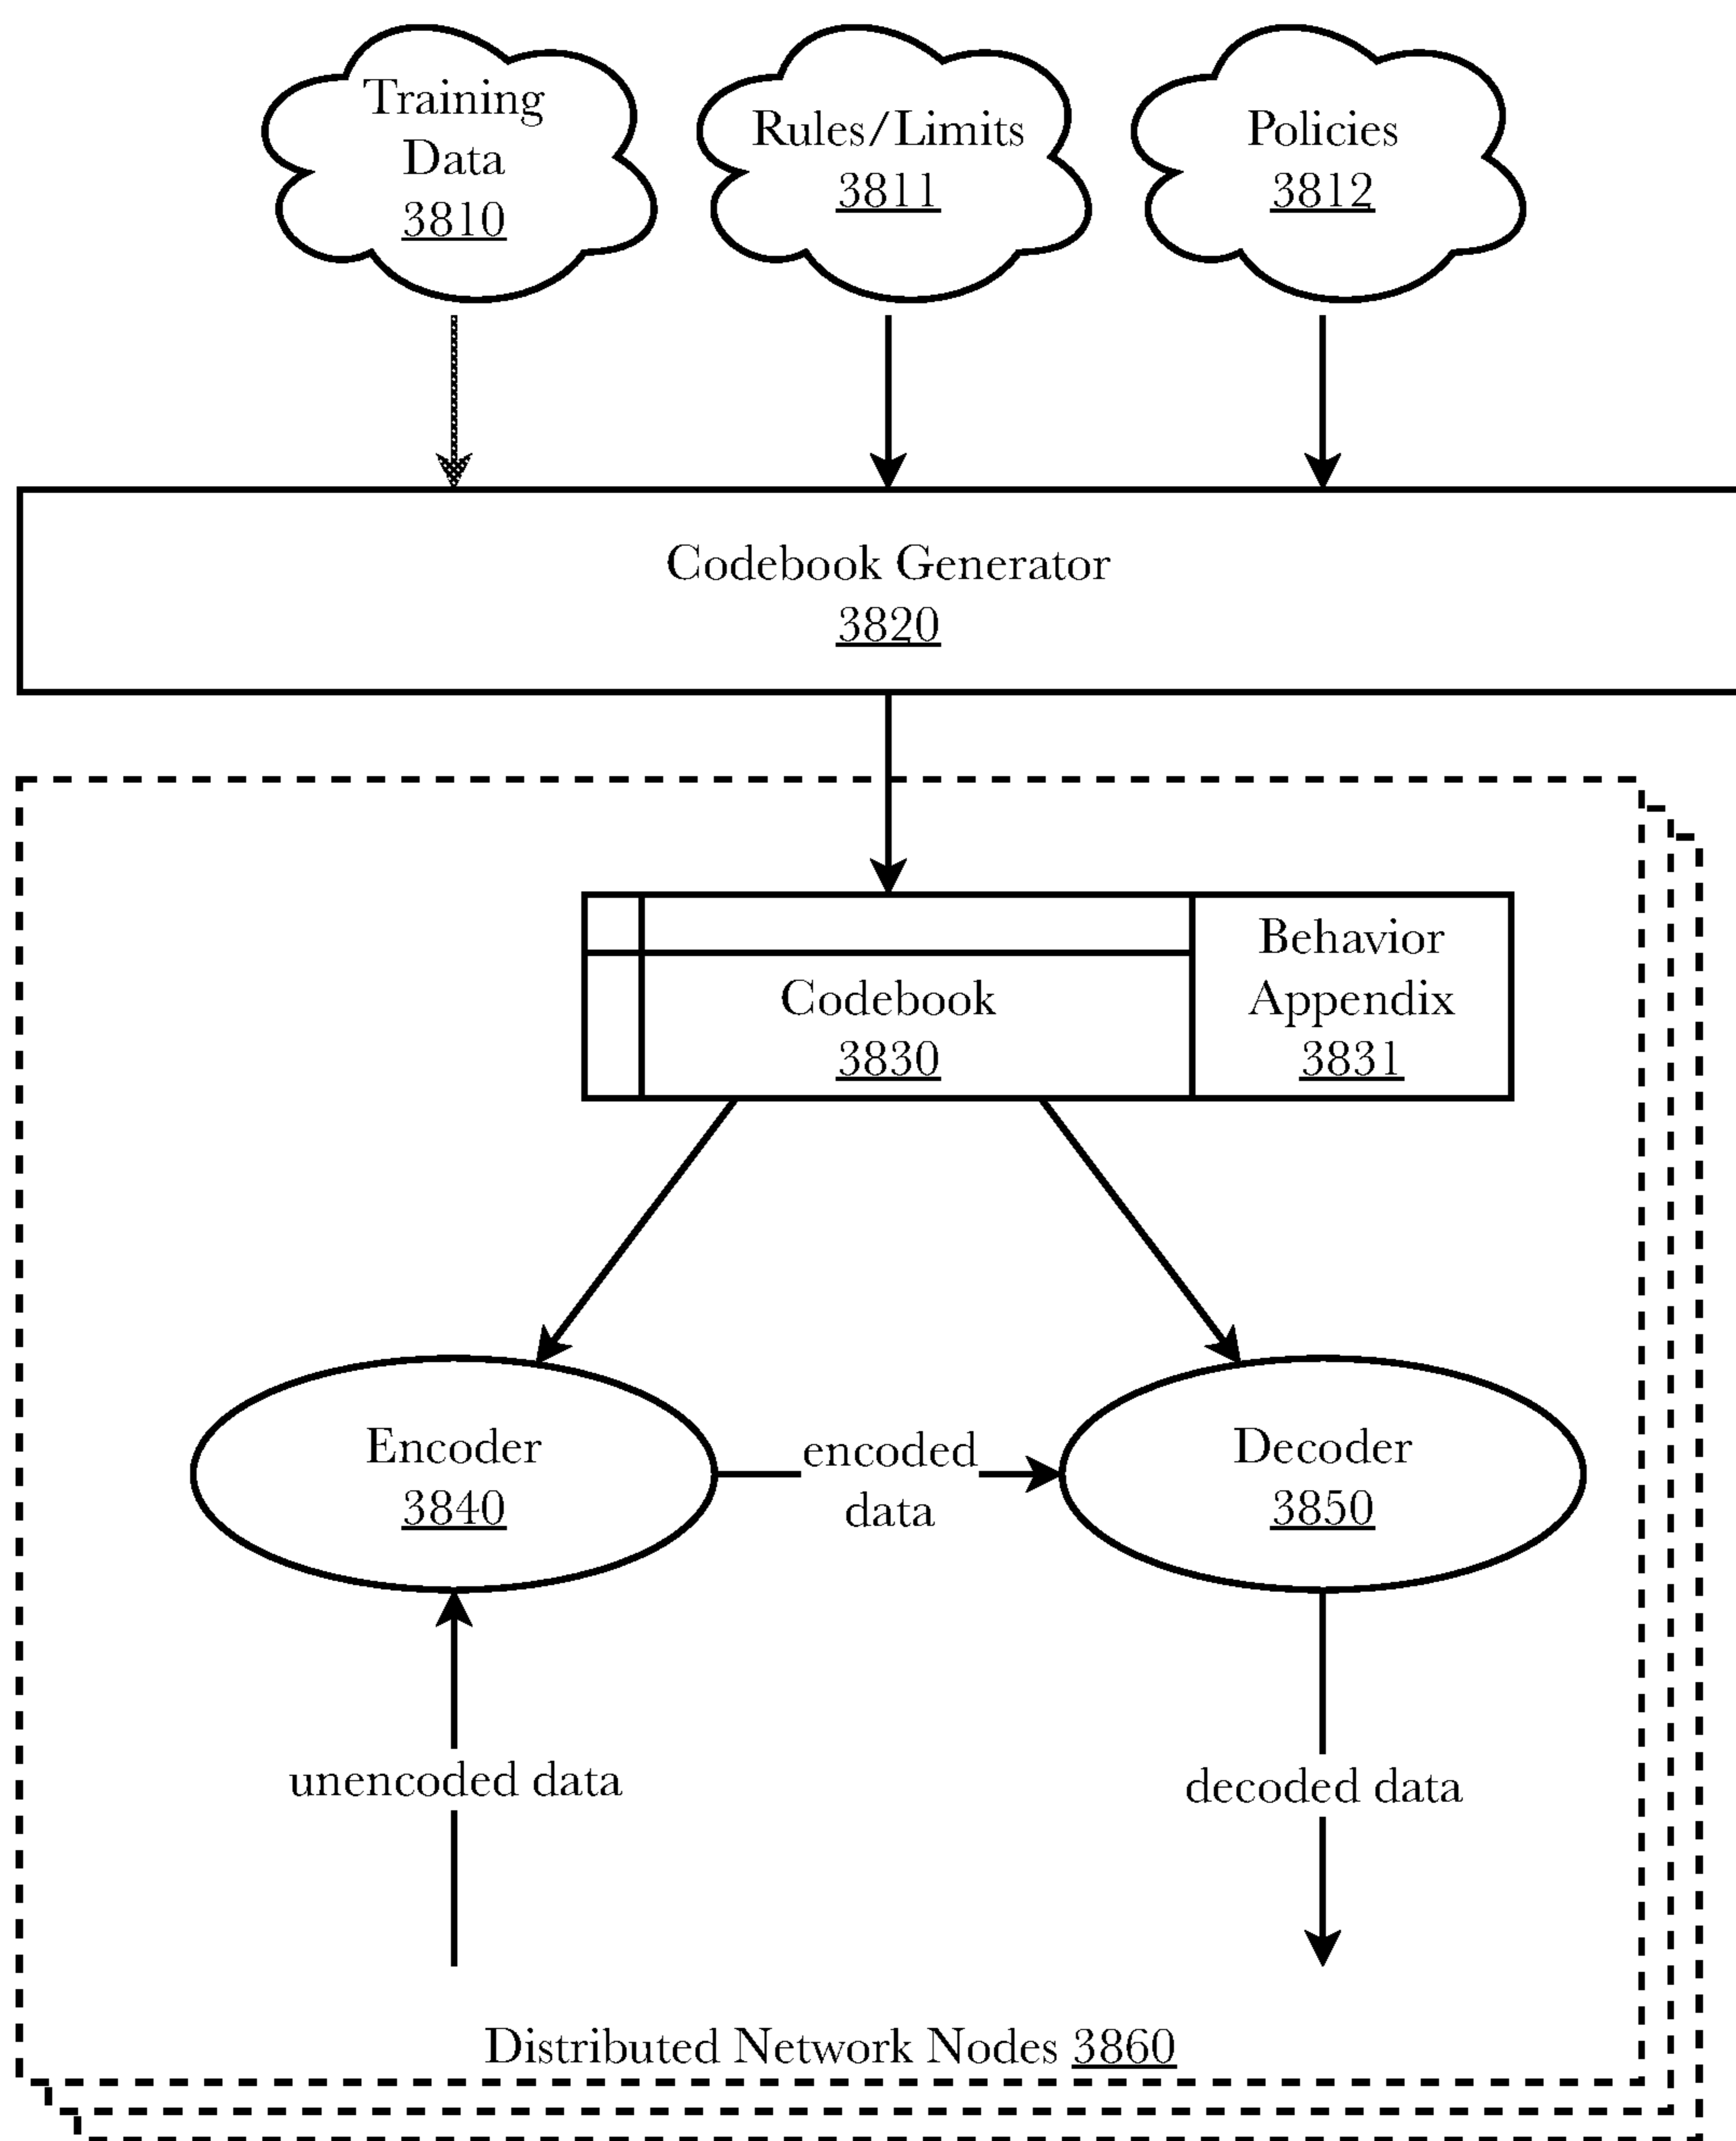 Training
Data
3810
Rules/Limits
3811
Policies
3812
Codebook Generator
3820
Codebook
3830
Behavior
Appendix
3831
Encoder
3840
encoded
data
Decoder
3850
unencoded data
decoded data
Distributed Network Nodes 3860